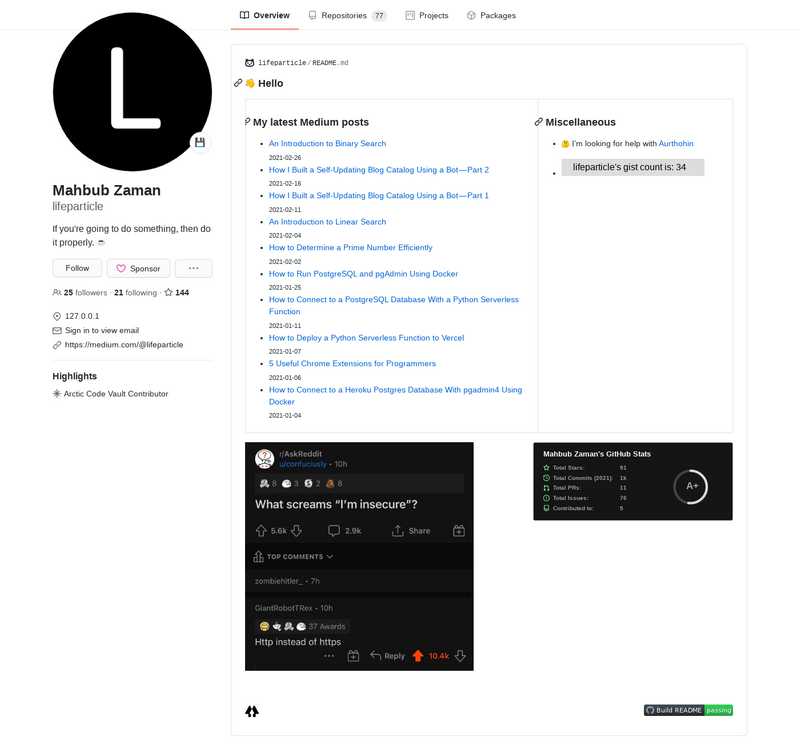 Overview
Repositories 77
Projects
Packages
L
Mahbub Zaman
lifeparticle
If you're going to do something, then do
it properly.
Follow
Sponsor
25 followers · 21 following · 144
127.0.0.1
Sign in to view email
https://medium.com/@lifeparticle
Highlights
Arctic Code Vault Contributor
lifeparticle/README.md
Hello
My latest Medium posts
An Introduction to Binary Search
2021-02-26
How I Built a Self-Updating Blog Catalog Using a Bot — Part 2
2021-02-16
How I Built a Self-Updating Blog Catalog Using a Bot — Part 1
2021-02-11
An Introduction to Linear Search
2021-02-04
How to Determine a Prime Number Efficiently
2021-02-02
How to Run PostgreSQL and pgAdmin Using Docker
2021-01-25
How to Connect to a PostgreSQL Database With a Python Serverless
Function
2021-01-11
How to Deploy a Python Serverless Function to Vercel
2021-01-07
5 Useful Chrome Extensions for Programmers
2021-01-06
How to Connect to a Heroku Postgres Database With pgadmin4 Using
Docker
2021-01-04
Miscellaneous
I'm looking for help with Aurthohin
lifeparticle's gist count is: 34
r/AskReddit
u/confuciusly • 10h
8 3 2 8
What screams “I'm insecure”?
5.6k 2.9k Share
TOP COMMENTS
zombiehitler_ • 7h
GiantRobotTRex • 10h
37 Awards
Http instead of https
Reply 10.4k
Mahbub Zaman's GitHub Stats
Total Stars: 91
Total Commits (2021): 1k
Total PRs: 11
Total Issues: 76
Contributed to: 5
A+
Build README passing